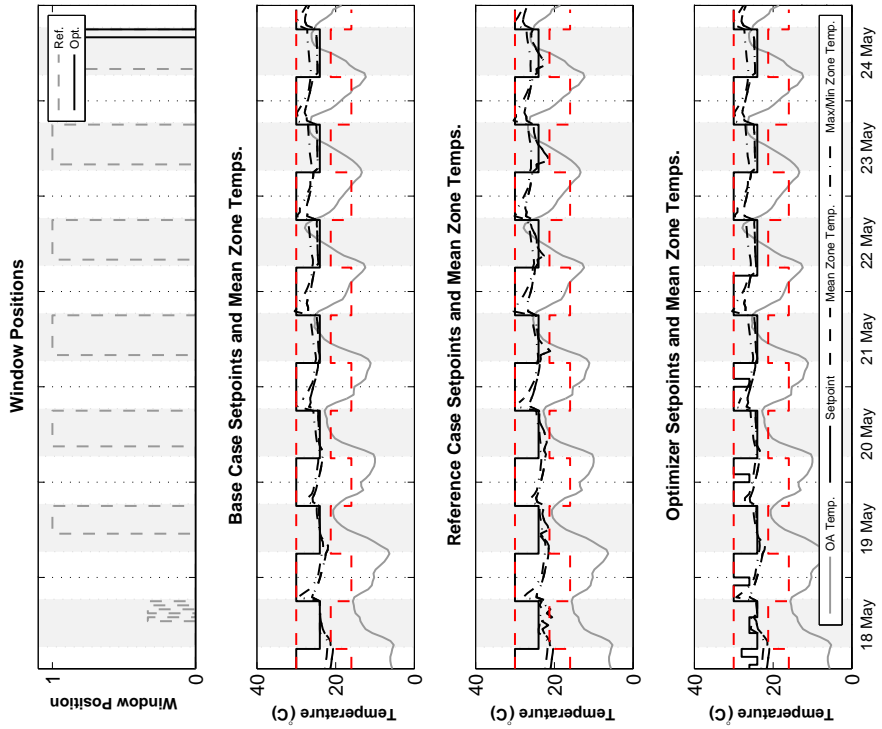 Window Positions
Window Position
1
0
Ref.
Opt.
Base Case Setpoints and Mean Zone Temps.
Temperature (°C)
40
20
0
Reference Case Setpoints and Mean Zone Temps.
Temperature (°C)
40
20
0
Optimizer Setpoints and Mean Zone Temps.
Temperature (°C)
40
20
0
OA Temp.
Setpoint
Mean Zone Temp.
Max/Min Zone Temp.
18 May
19 May
20 May
21 May
22 May
23 May
24 May